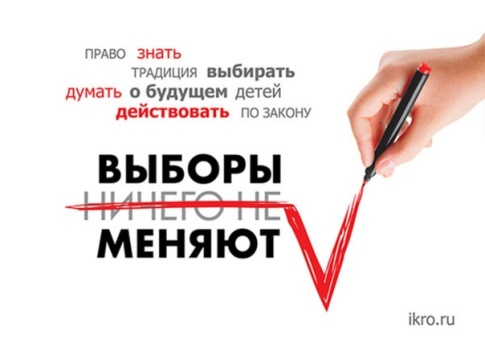 ПРАВО знать
ТРАДИЦИЯ выбирать
думать о будущем детей
действовать ПО ЗАКОНУ
ВЫБОРЫ
НИЧЕГО НЕ
МЕНЯЮТ
ikro.ru